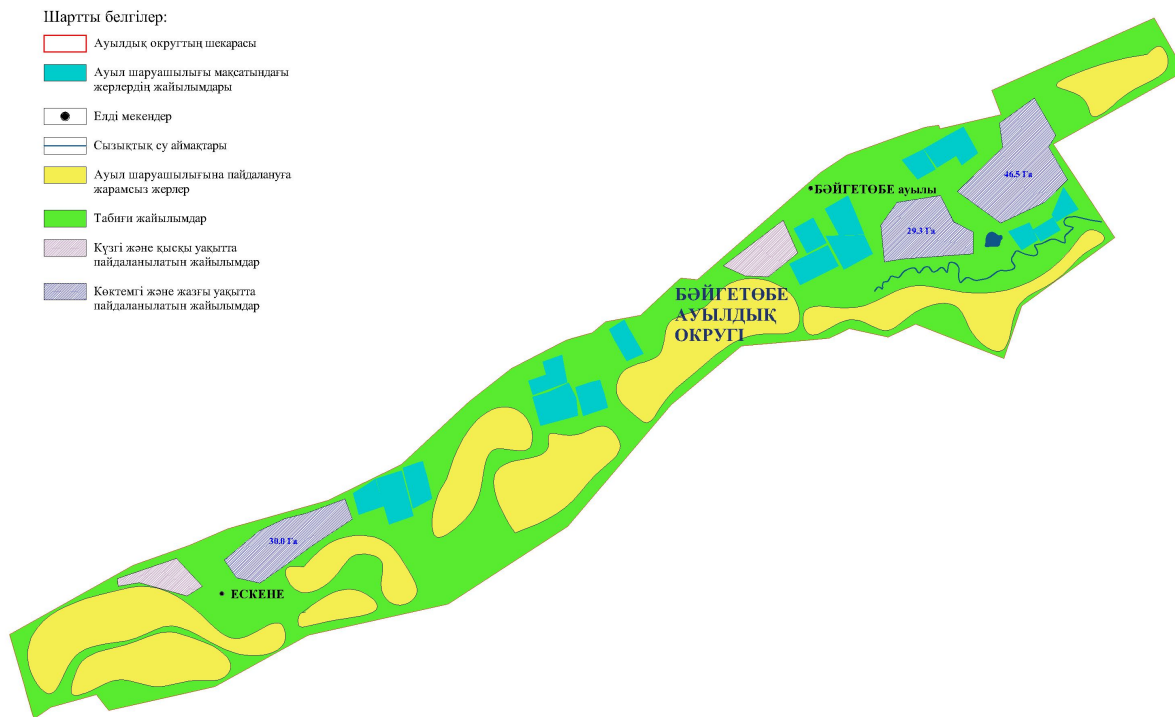 Шартты белгілер:
Ауылдық округтың шекарасы
Ауыл шаруашылығы мақсатындағы
жерлердің жайылымдары
Елді мекендер
Сызықтық су аймақтары
Ауыл шаруашылығына пайдалануға
жарамсыз жерлер
Табиғи жайылымдар
Күзгі және қысқы уақытта
пайдаланылатын жайылымдар
Көктемгі және жазғы уақытта
пайдаланылатын жайылымдар
46.5 Га
БӘЙГЕТӨБЕ ауылы
29.3 Га
БӘЙГЕТӨБЕ
АУЫЛДЫҚ
ОКРУГІ
30.0 Га
ЕСКЕНЕ